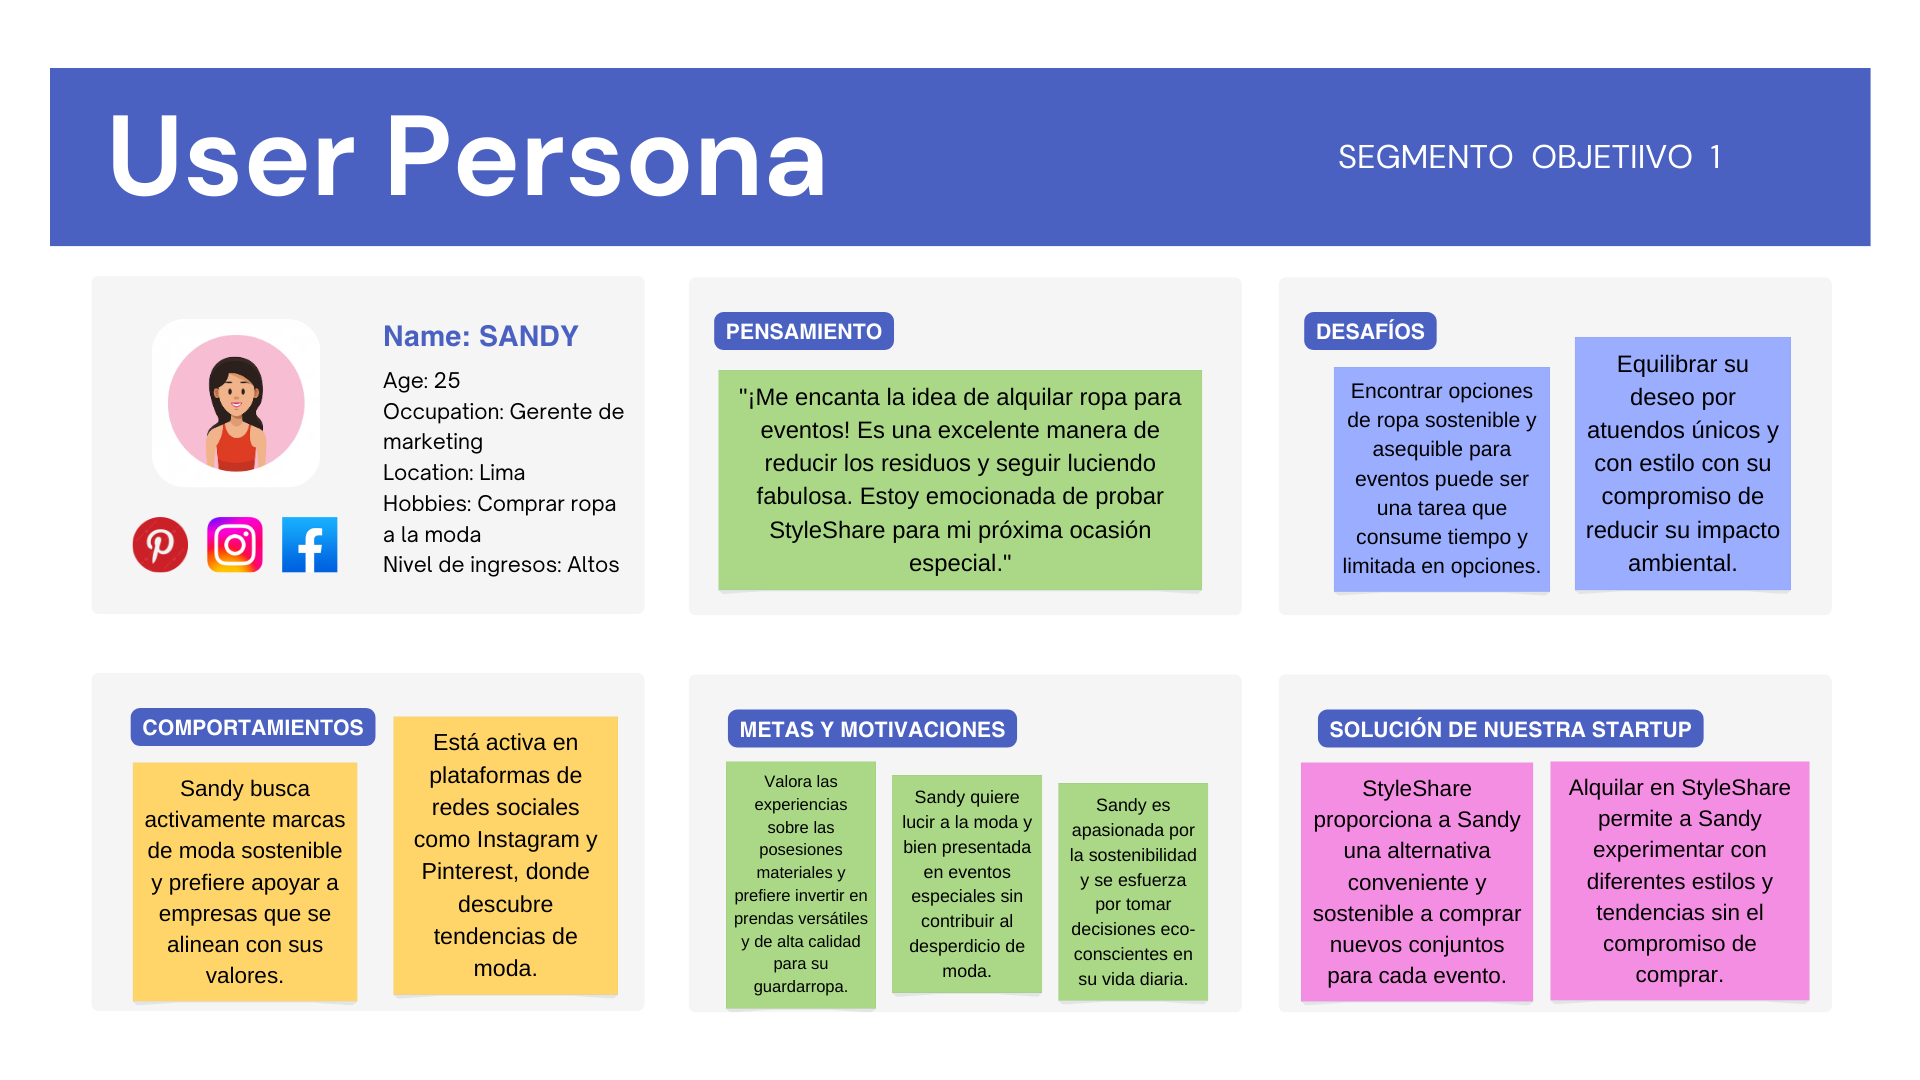 User Persona
SEGMENTO OBJETIIVO 1
Name: SANDY
Age: 25
Occupation: Gerente de
marketing
Location: Lima
Hobbies: Comprar ropa
a la moda
Nivel de ingresos: Altos
PENSAMIENTO
"¡Me encanta la idea de alquilar ropa para
eventos! Es una excelente manera de
reducir los residuos y seguir luciendo
fabulosa. Estoy emocionada de probar
StyleShare para mi próxima ocasión
especial."
DESAFÍOS
Encontrar opciones
de ropa sostenible y
asequible para
eventos puede ser
una tarea que
consume tiempo y
limitada en opciones.
Equilibrar su
deseo por
atuendos únicos y
con estilo con su
compromiso de
reducir su impacto
ambiental.
COMPORTAMIENTOS
Sandy busca
activamente marcas
de moda sostenible
y prefiere apoyar a
empresas que se
alinean con sus
valores.
Está activa en
plataformas de
redes sociales
como Instagram y
Pinterest, donde
descubre
tendencias de
moda.
METAS Y MOTIVACIONES
Valora las
experiencias
sobre las
posesiones
materiales y
prefiere invertir en
prendas versátiles
y de alta calidad
para su
guardarropa.
Sandy quiere
lucir a la moda y
bien presentada
en eventos
especiales sin
contribuir al
desperdicio de
moda.
Sandy es
apasionada por
la sostenibilidad
y se esfuerza
por tomar
decisiones eco-
conscientes en
su vida diaria.
SOLUCIÓN DE NUESTRA STARTUP
StyleShare
proporciona a Sandy
una alternativa
conveniente y
sostenible a comprar
nuevos conjuntos
para cada evento.
Alquilar en StyleShare
permite a Sandy
experimentar con
diferentes estilos y
tendencias sin el
compromiso de
comprar.